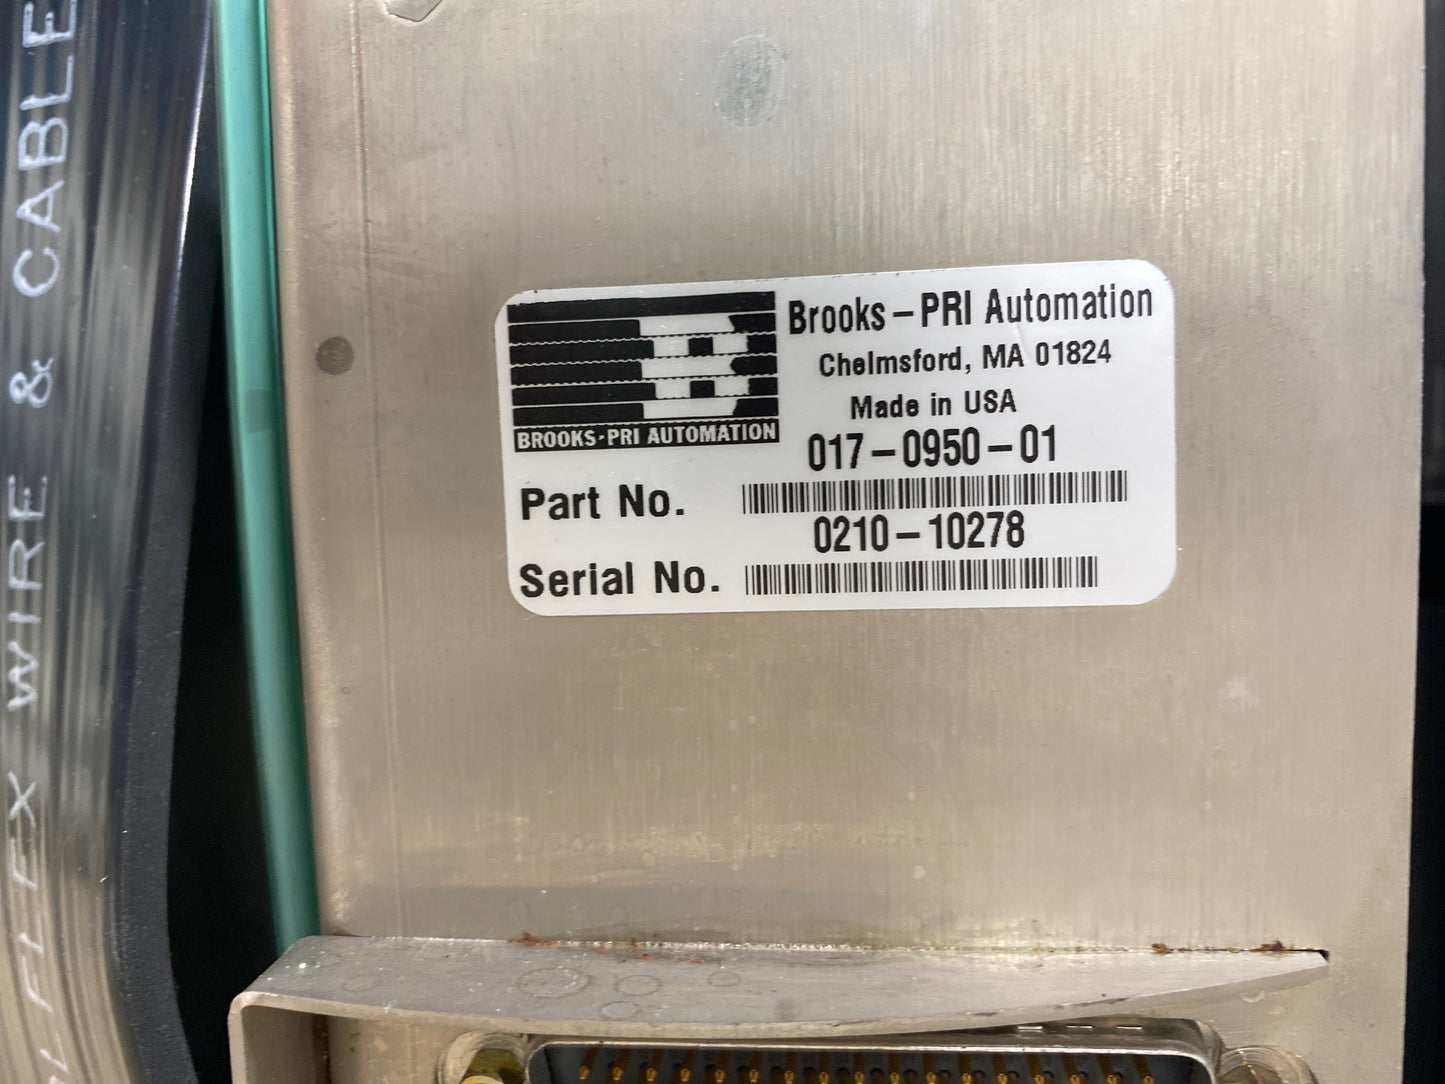 Brooks-PRI Automation
Chelmsford, MA 01824
Made in USA
BROOKS-PRI AUTOMATION
017-0950-01
Part No.
0210-10278
Serial No.
FLEX WIRE & CABLE